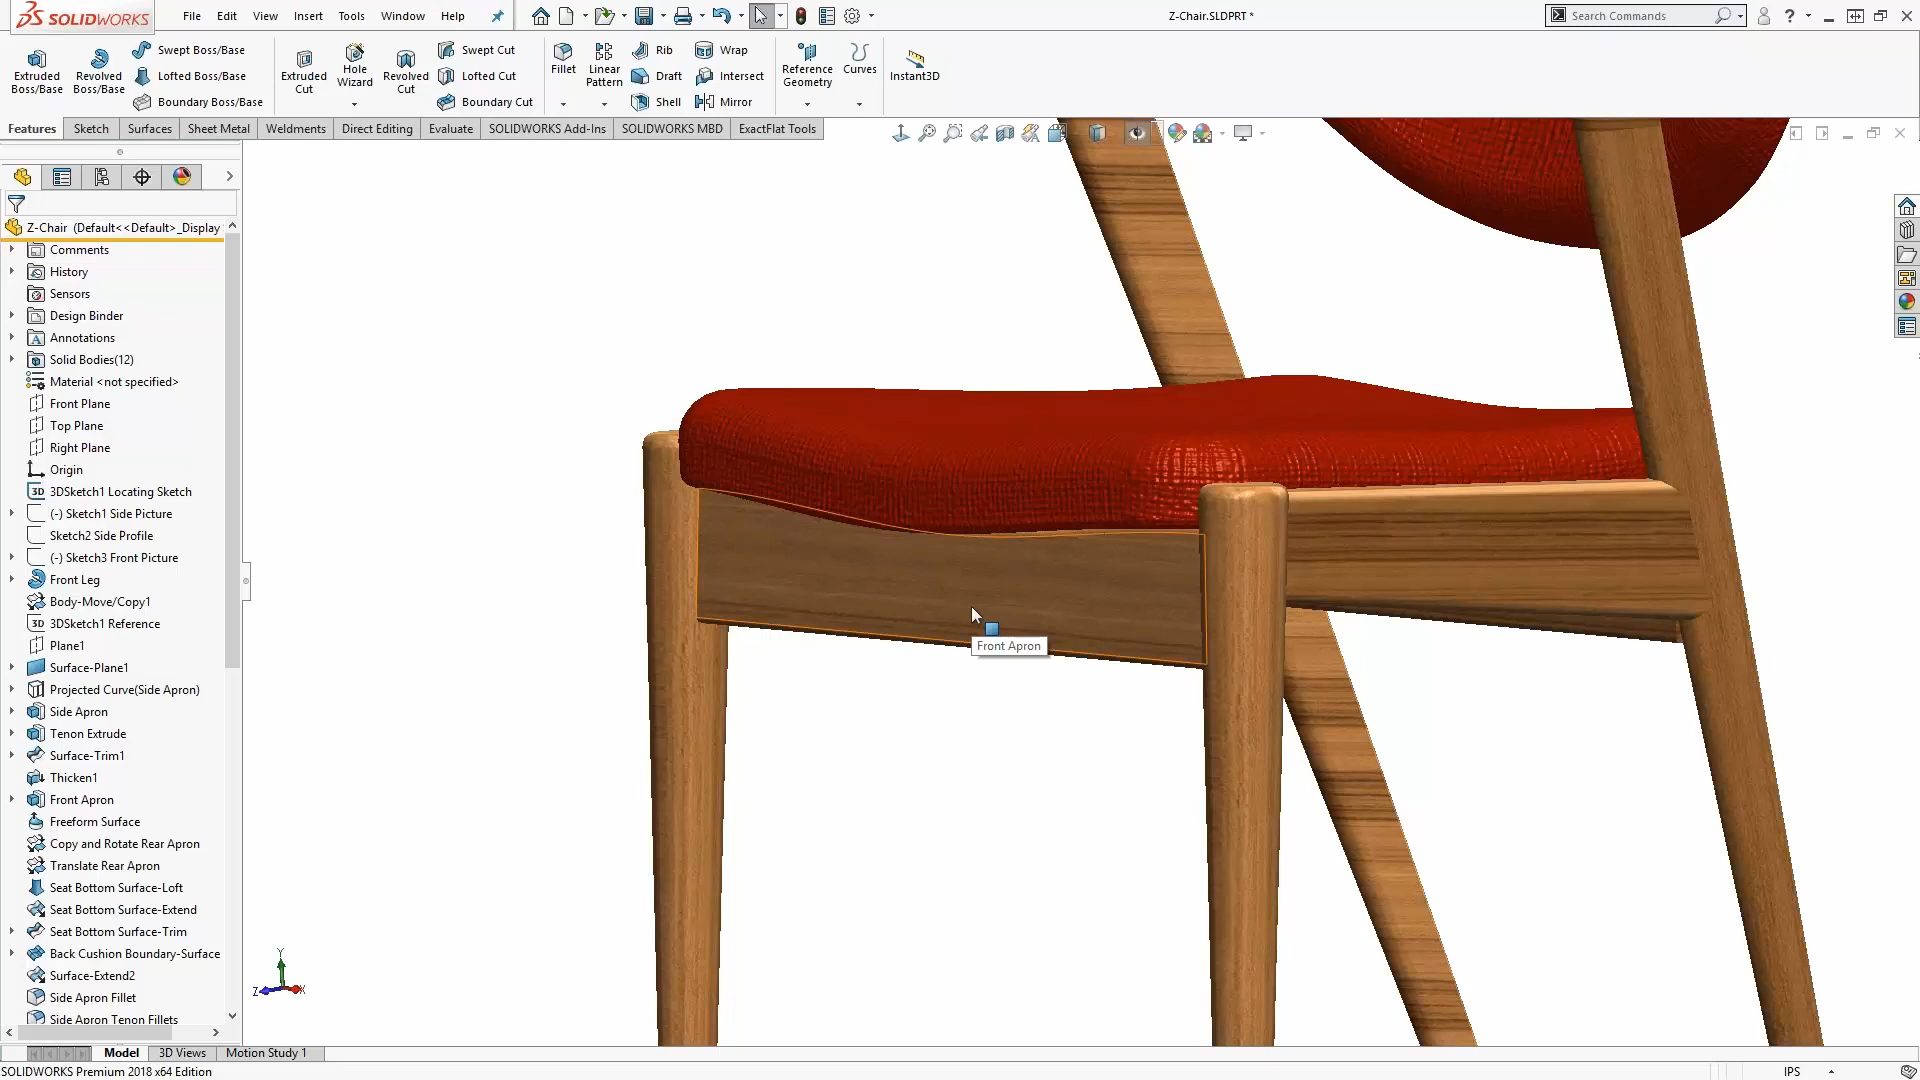 SOLIDWORKS
File Edit View Insert Tools Window Help
Z-Chair.SLDPRT *
Search Commands
Extruded Boss/Base
Revolved Boss/Base
Swept Boss/Base
Lofted Boss/Base
Boundary Boss/Base
Extruded Cut
Hole Wizard
Revolved Cut
Swept Cut
Lofted Cut
Boundary Cut
Fillet
Linear Pattern
Rib
Draft
Shell
Wrap
Intersect
Mirror
Reference Geometry
Curves
Instant3D
Features Sketch Surfaces Sheet Metal Weldments Direct Editing Evaluate SOLIDWORKS Add-Ins SOLIDWORKS MBD ExactFlat Tools
Z-Chair (Default<<Default>_Display
Comments
History
Sensors
Design Binder
Annotations
Solid Bodies(12)
Material <not specified>
Front Plane
Top Plane
Right Plane
Origin
3DSketch1 Locating Sketch
(-) Sketch1 Side Picture
Sketch2 Side Profile
(-) Sketch3 Front Picture
Front Leg
Body-Move/Copy1
3DSketch1 Reference
Plane1
Surface-Plane1
Projected Curve(Side Apron)
Side Apron
Tenon Extrude
Surface-Trim1
Thicken1
Front Apron
Freeform Surface
Copy and Rotate Rear Apron
Translate Rear Apron
Seat Bottom Surface-Loft
Seat Bottom Surface-Extend
Seat Bottom Surface-Trim
Back Cushion Boundary-Surface
Surface-Extend2
Side Apron Fillet
Side Apron Tenon Fillets
Front Apron
Y
Z X
Model 3D Views Motion Study 1
SOLIDWORKS Premium 2018 x64 Edition
IPS